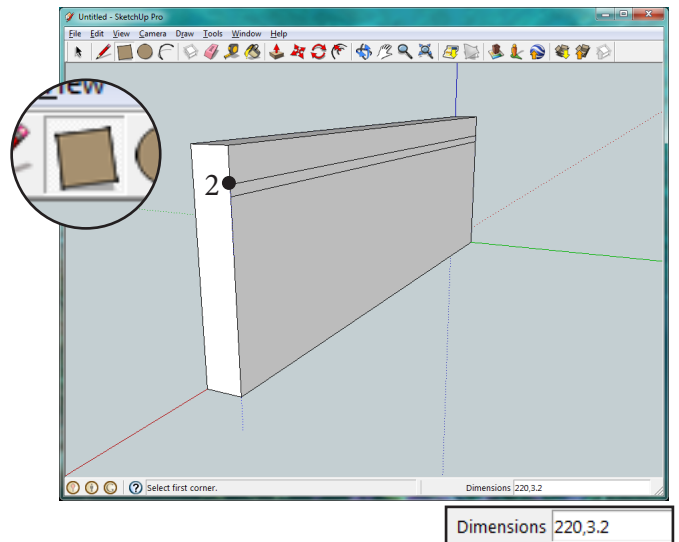 Untitled - SketchUp Pro
File Edit View Camera Draw Tools Window Help
View
2
Select first corner.
Dimensions 220,3.2
Dimensions 220,3.2